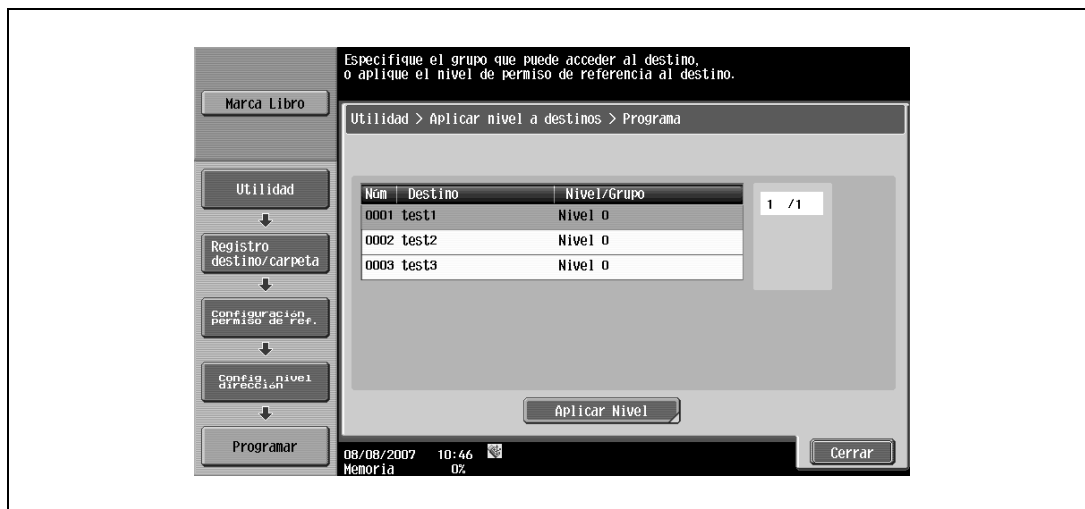 Especifique el grupo que puede acceder al destino,
o aplique el nivel de permiso de referencia al destino.
Marca Libro
Utilidad > Aplicar nivel a destinos > Programa
Utilidad
Registro
destino/carpeta
Configuración
permiso de ref.
Config. nivel
dirección
Programar
Núm Destino Nivel/Grupo
0001 test1 Nivel 0
0002 test2 Nivel 0
0003 test3 Nivel 0
1 /1
Aplicar Nivel
08/08/2007 10:46
Memoria 0%
Cerrar